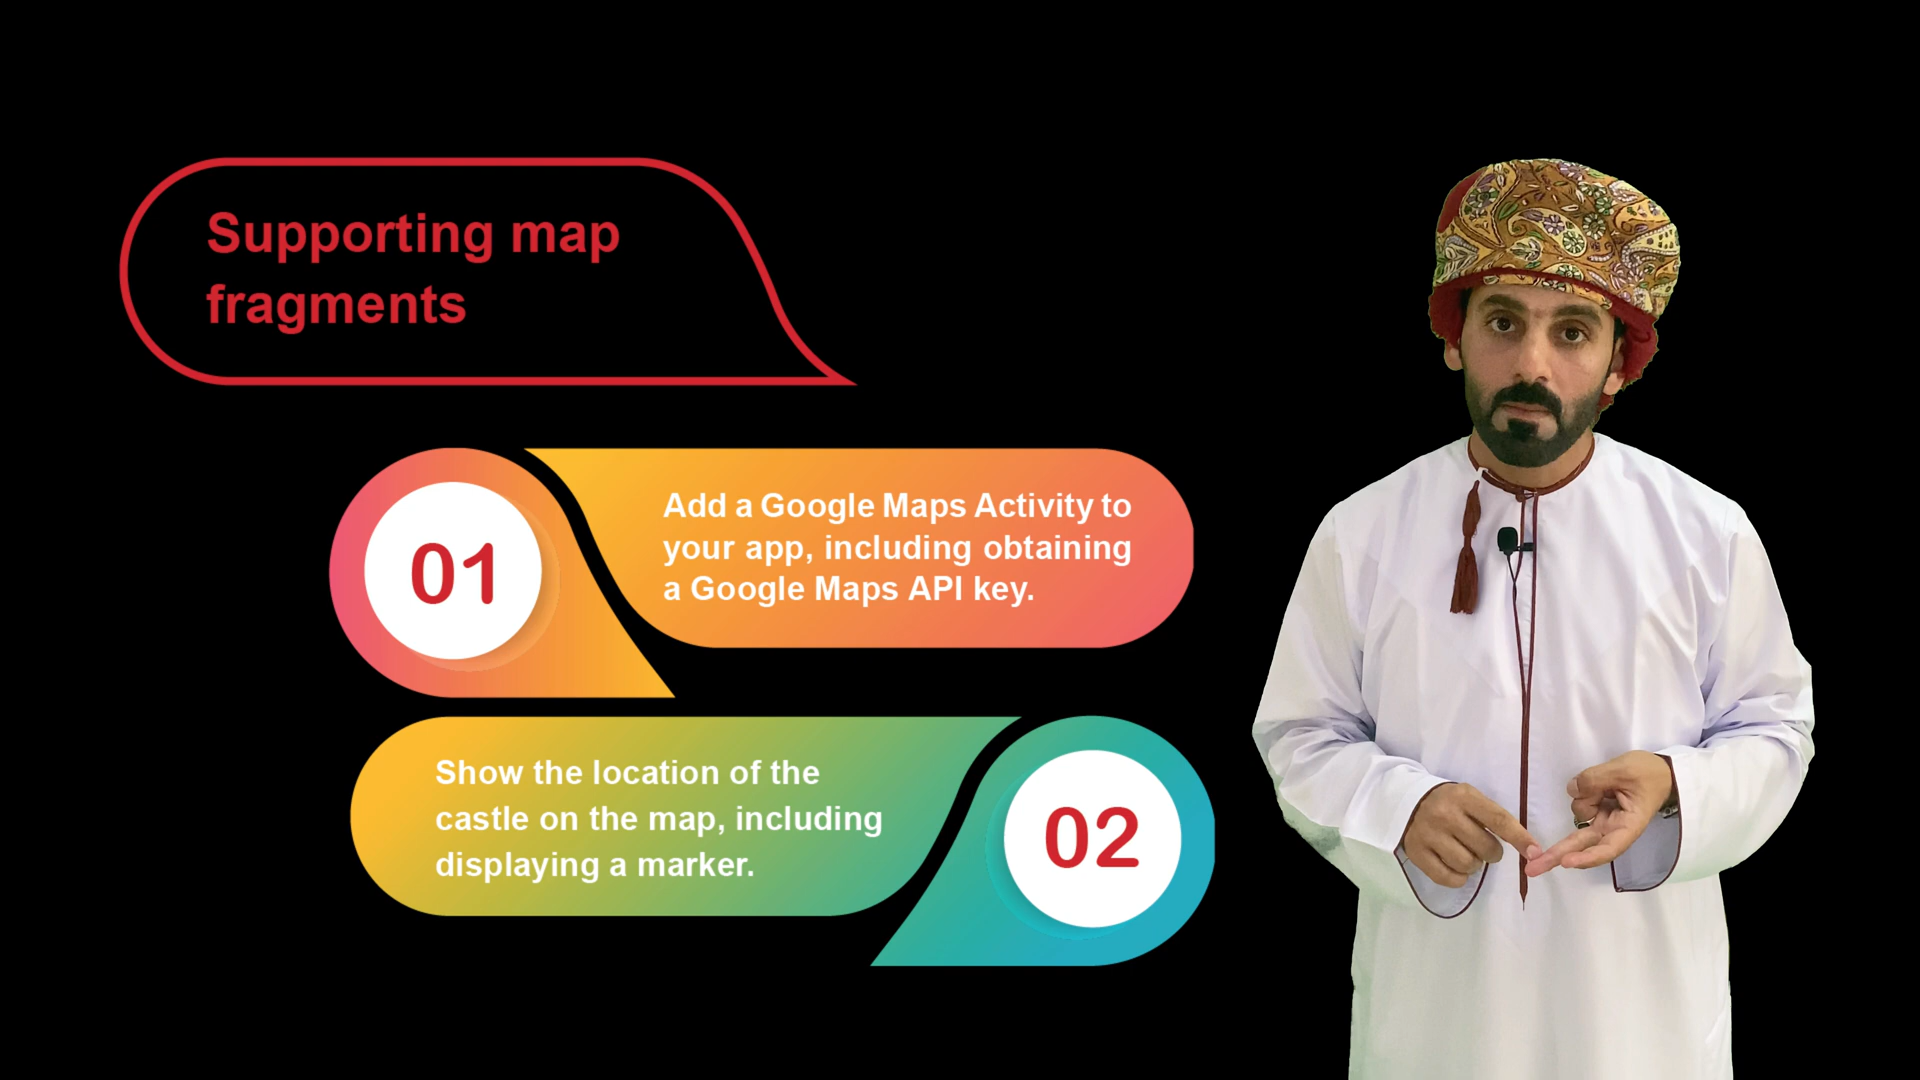 Supporting map
fragments
01
Add a Google Maps Activity to
your app, including obtaining
a Google Maps API key.
Show the location of the
castle on the map, including
displaying a marker.
02